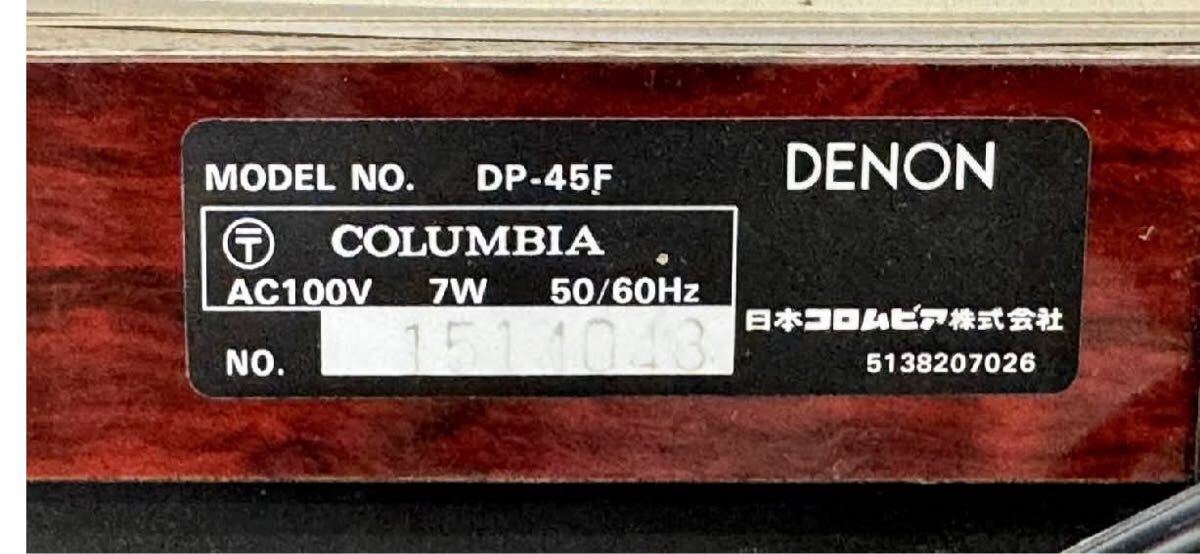 MODEL NO. DP-45F
DENON
〒 COLUMBIA
AC100V 7W 50/60Hz
NO.
日本コロムビア株式会社
5138207026